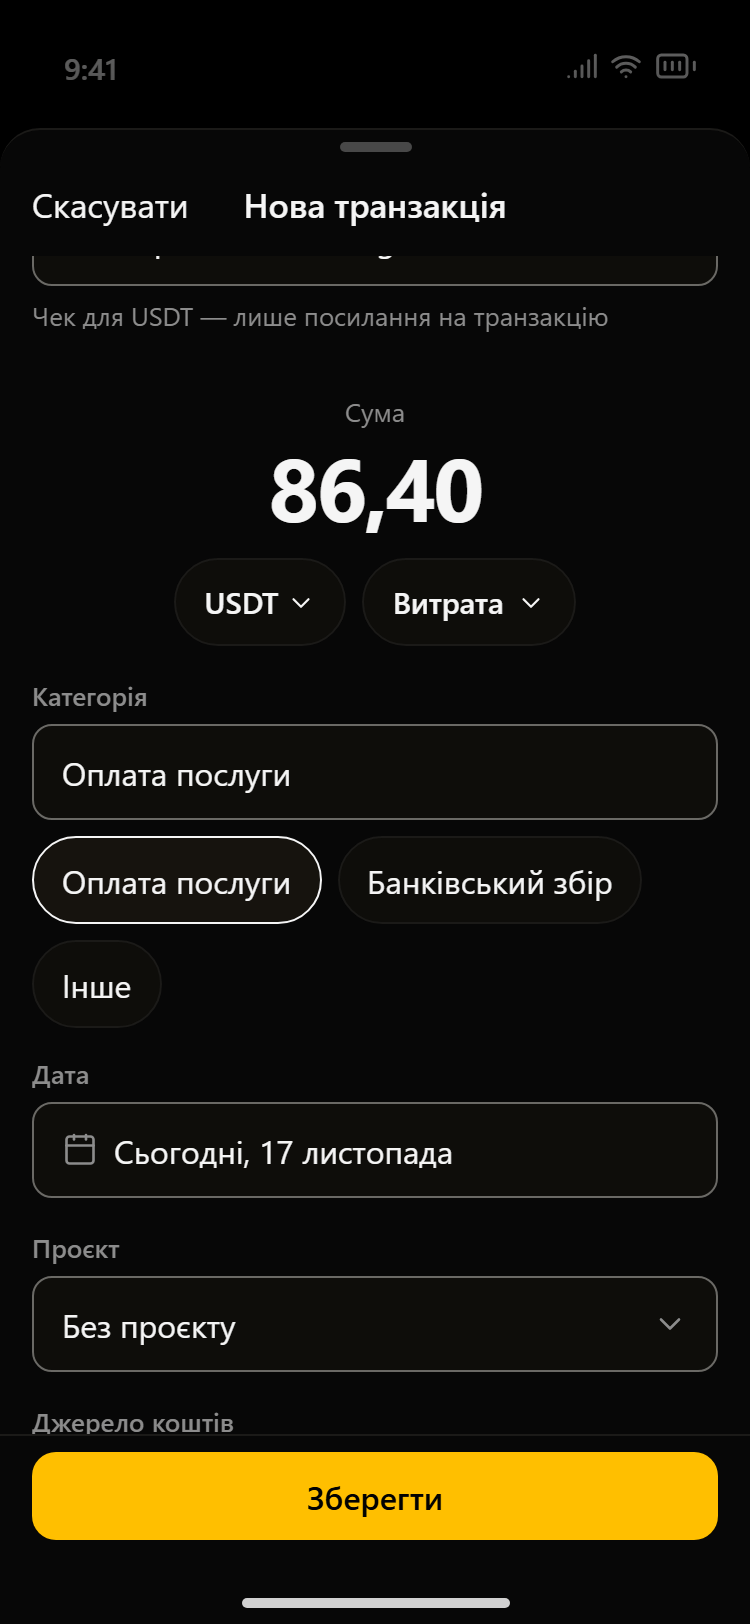 9:41
Скасувати
Нова транзакція
Чек для USDT — лише посилання на транзакцію
Сума
86,40
USDT
Витрата
Категорія
Оплата послуги
Оплата послуги
Банківський збір
Інше
Дата
Сьогодні, 17 листопада
Проєкт
Без проєкту
Джерело коштів
Зберегти